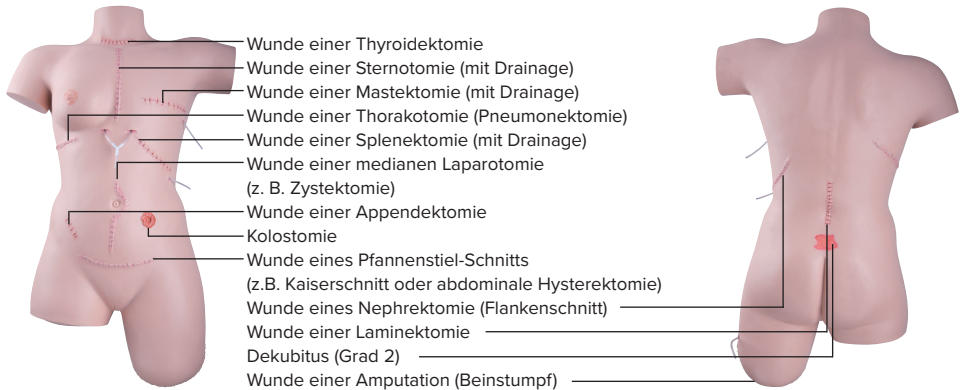 Wunde einer Thyroidektomie
Wunde einer Sternotomie (mit Drainage)
Wunde einer Mastektomie (mit Drainage)
Wunde einer Thorakotomie (Pneumonektomie)
Wunde einer Splenektomie (mit Drainage)
Wunde einer medianen Laparotomie
(z. B. Zystektomie)
Wunde einer Appendektomie
Kolostomie
Wunde eines Pfannenstiel-Schnitts
(z.B. Kaiserschnitt oder abdominale Hysterektomie)
Wunde eines Nephrektomie (Flankenschnitt)
Wunde einer Laminektomie
Dekubitus (Grad 2)
Wunde einer Amputation (Beinstumpf)